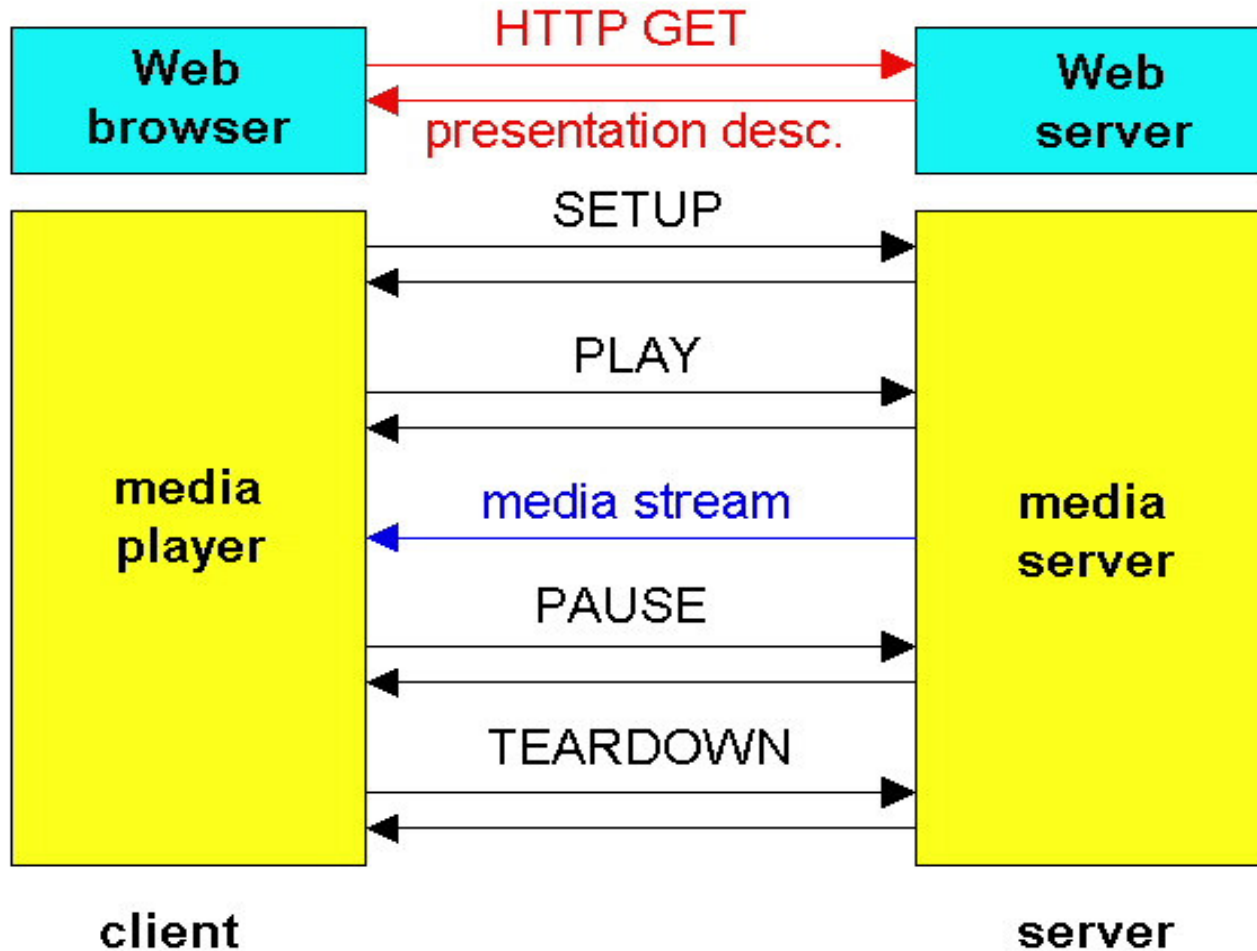 HTTP GET
Web
browser
Web
server
presentation desc.
SETUP
PLAY
media
player
media stream
media
server
PAUSE
TEARDOWN
client
server